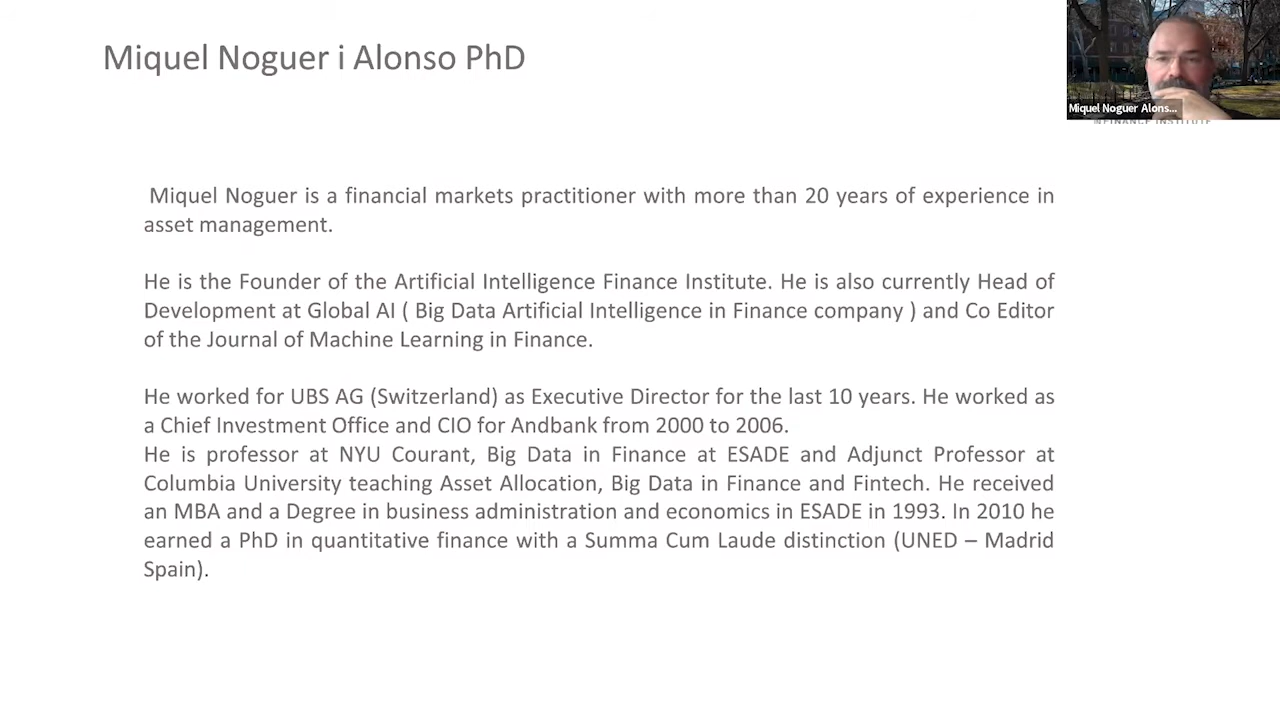 Miquel Noguer i Alonso PhD
Miquel Noguer Alons...
FINANCE INSTITUTE
Miquel Noguer is a financial markets practitioner with more than 20 years of experience in
asset management.
He is the Founder of the Artificial Intelligence Finance Institute. He is also currently Head of
Development at Global AI ( Big Data Artificial Intelligence in Finance company ) and Co Editor
of the Journal of Machine Learning in Finance.
He worked for UBS AG (Switzerland) as Executive Director for the last 10 years. He worked as
a Chief Investment Office and CIO for Andbank from 2000 to 2006.
He is professor at NYU Courant, Big Data in Finance at ESADE and Adjunct Professor at
Columbia University teaching Asset Allocation, Big Data in Finance and Fintech. He received
an MBA and a Degree in business administration and economics in ESADE in 1993. In 2010 he
earned a PhD in quantitative finance with a Summa Cum Laude distinction (UNED – Madrid
Spain).